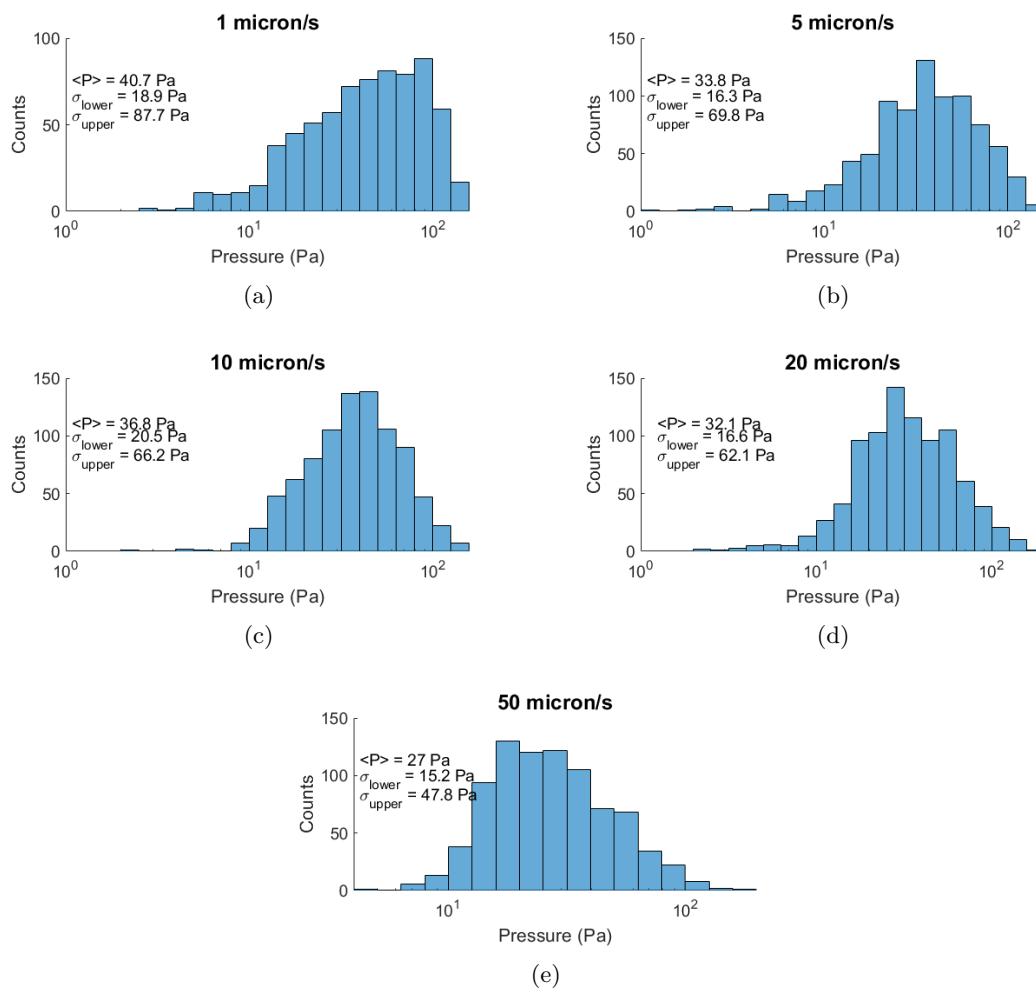 1 micron/s
100
50
0
Counts
<P> = 40.7 Pa
σlower = 18.9 Pa
σupper = 87.7 Pa
10^0
10^1
10^2
Pressure (Pa)
(a)
5 micron/s
150
100
50
0
Counts
<P> = 33.8 Pa
σlower = 16.3 Pa
σupper = 69.8 Pa
10^0
10^1
10^2
Pressure (Pa)
(b)
10 micron/s
150
100
50
0
Counts
<P> = 36.8 Pa
σlower = 20.5 Pa
σupper = 66.2 Pa
10^0
10^1
10^2
Pressure (Pa)
(c)
20 micron/s
150
100
50
0
Counts
<P> = 32.1 Pa
σlower = 16.6 Pa
σupper = 62.1 Pa
10^0
10^1
10^2
Pressure (Pa)
(d)
50 micron/s
150
100
50
0
Counts
<P> = 27 Pa
σlower = 15.2 Pa
σupper = 47.8 Pa
10^1
10^2
Pressure (Pa)
(e)